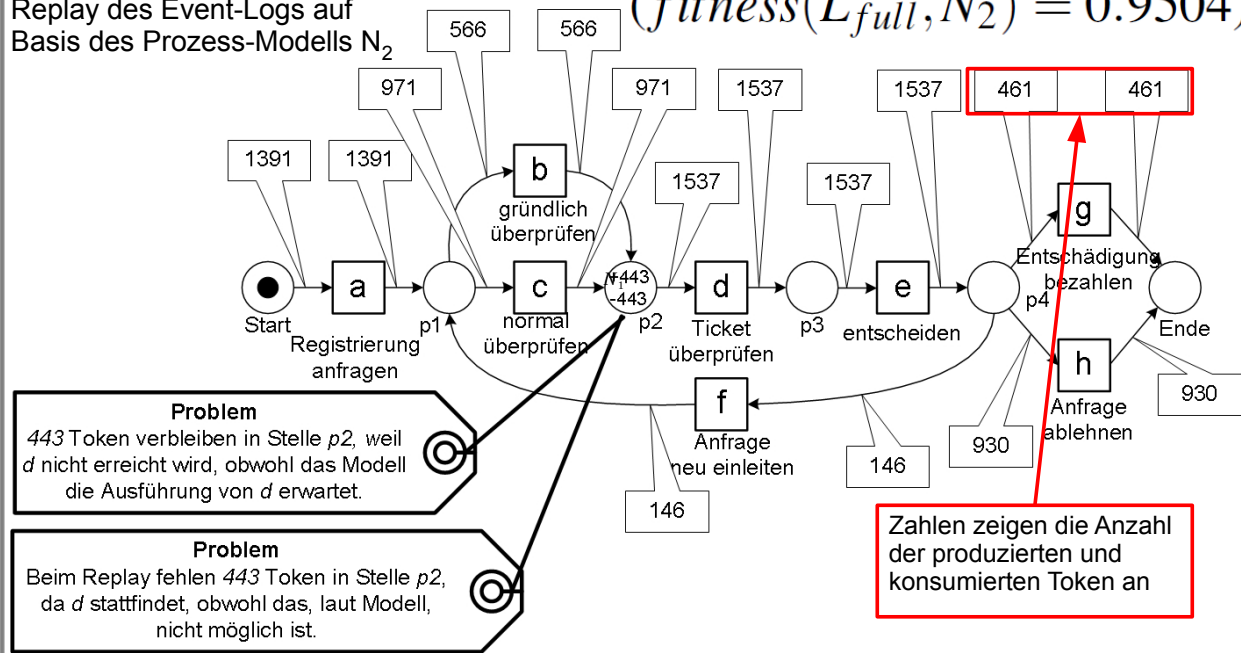 Replay des Event-Logs auf
Basis des Prozess-Modells N2
(fitness(Lfull, N2) = 0.9504)
566
566
971
971
1537
1537
461
461
1391
1391
1537
1537
b
gründlich
überprüfen
g
Entschädigung
bezahlen
a
c
+443
-443
d
e
Start
Registrierung
anfragen
p1
normal
überprüfen
p2
Ticket
überprüfen
p3
entscheiden
p4
Ende
h
Anfrage
ablehnen
930
930
f
Anfrage
neu einleiten
146
146
Problem
443 Token verbleiben in Stelle p2, weil
d nicht erreicht wird, obwohl das Modell
die Ausführung von d erwartet.
Problem
Beim Replay fehlen 443 Token in Stelle p2,
da d stattfindet, obwohl das, laut Modell,
nicht möglich ist.
Zahlen zeigen die Anzahl
der produzierten und
konsumierten Token an